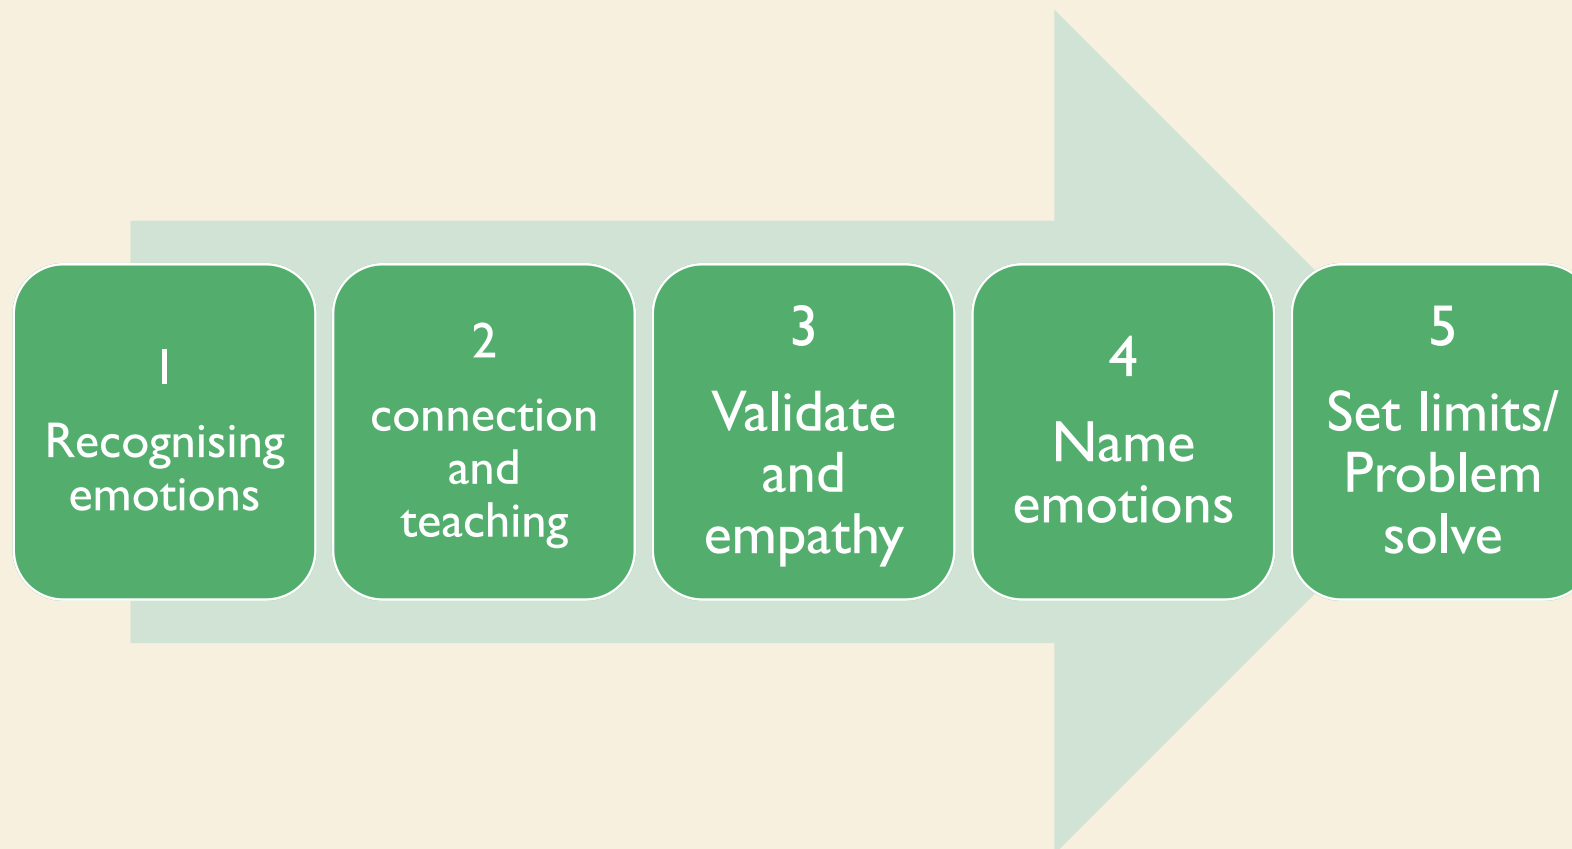 1
Recognising
emotions
2
connection
and
teaching
3
Validate
and
empathy
4
Name
emotions
5
Set limits/
Problem
solve